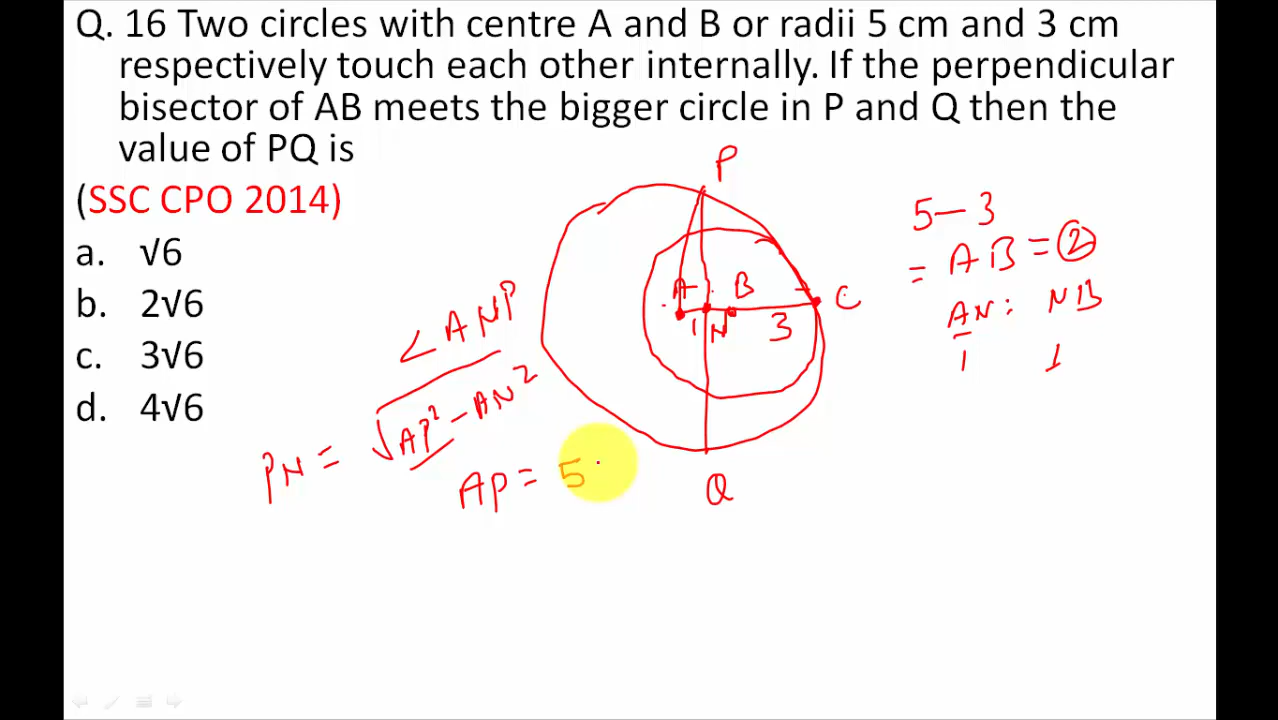 Q. 16 Two circles with centre A and B or radii 5 cm and 3 cm
respectively touch each other internally. If the perpendicular
bisector of AB meets the bigger circle in P and Q then the
value of PQ is
(SSC CPO 2014)
a. √6
b. 2√6
c. 3√6
d. 4√6
P
A B C
1 N 3
Q
5 - 3
= AB = 2
AN : NB
1 1
∠ANP
PN = √AP² - AN²
AP = 5